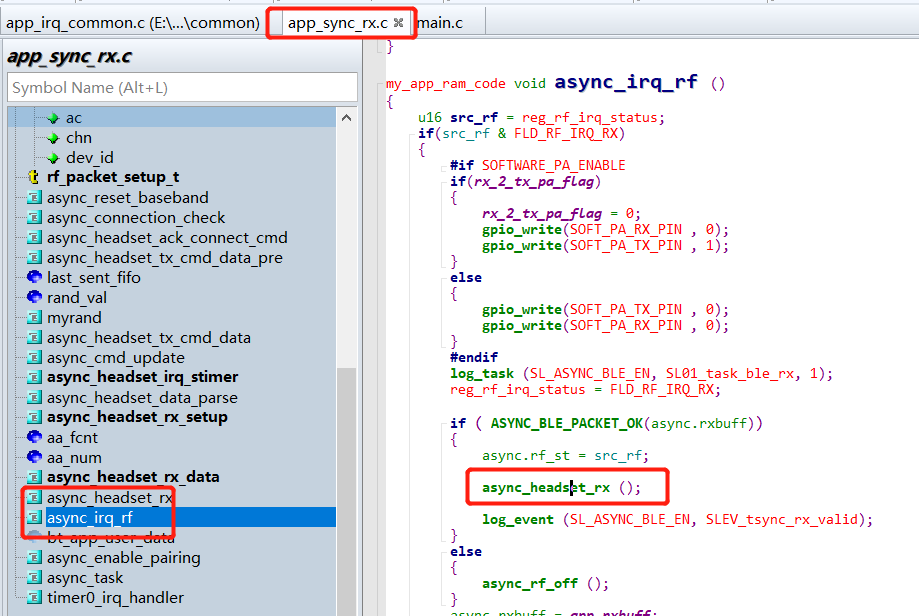 app_irq_common.c (E:\...\common)
app_sync_rx.c
main.c
app_sync_rx.c
Symbol Name (Alt+L)
ac
chn
dev_id
rf_packet_setup_t
async_reset_baseband
async_connection_check
async_headset_ack_connect_cmd
async_headset_tx_cmd_data_pre
last_sent_fifo
rand_val
myrand
async_headset_tx_cmd_data
async_cmd_update
async_headset_irq_stimer
async_headset_data_parse
async_headset_rx_setup
aa_fcnt
aa_num
async_headset_rx_data
async_headset_rx
async_irq_rf
bt_app_user_data
async_enable_pairing
async_task
timer0_irq_handler
}
my_app_ram_code void async_irq_rf ()
{
u16 src_rf = reg_rf_irq_status;
if(src_rf & FLD_RF_IRQ_RX)
{
#if SOFTWARE_PA_ENABLE
if(rx_2_tx_pa_flag)
{
rx_2_tx_pa_flag = 0;
gpio_write(SOFT_PA_RX_PIN , 0);
gpio_write(SOFT_PA_TX_PIN , 1);
}
else
{
gpio_write(SOFT_PA_TX_PIN , 0);
gpio_write(SOFT_PA_RX_PIN , 0);
}
#endif
log_task (SL_ASYNC_BLE_EN, SL01_task_ble_rx, 1);
reg_rf_irq_status = FLD_RF_IRQ_RX;
if ( ASYNC_BLE_PACKET_OK(async.rxbuff))
{
async.rf_st = src_rf;
async_headset_rx ();
log_event (SL_ASYNC_BLE_EN, SLEV_tsync_rx_valid);
}
else
{
async_rf_off ();
}
async.rxbuff = app_rxbuff;